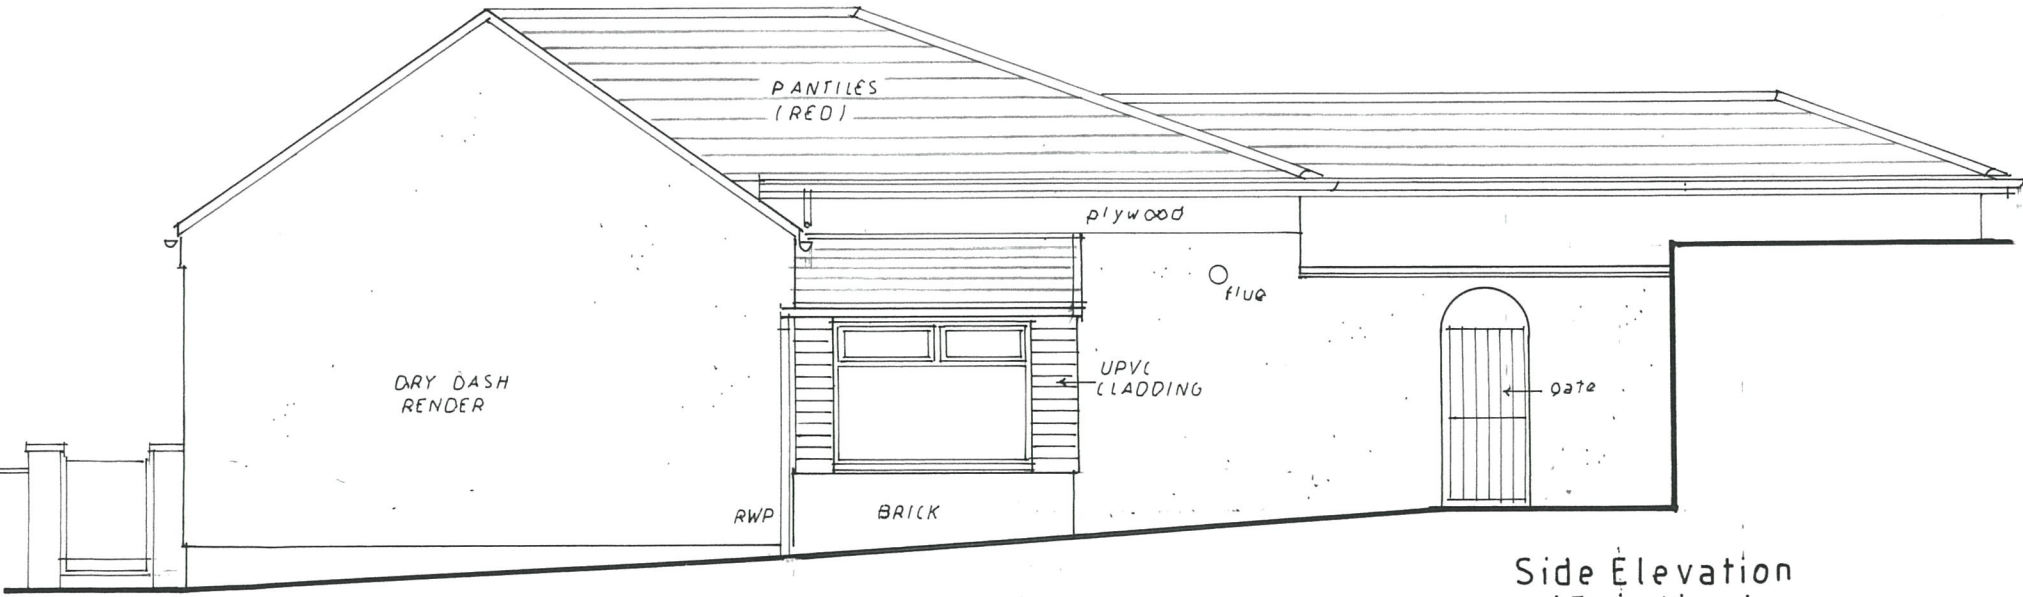 PANTILES
(RED)
plywood
flue
DRY DASH
RENDER
UPVC
CLADDING
gate
RWP
BRICK
Side Elevation